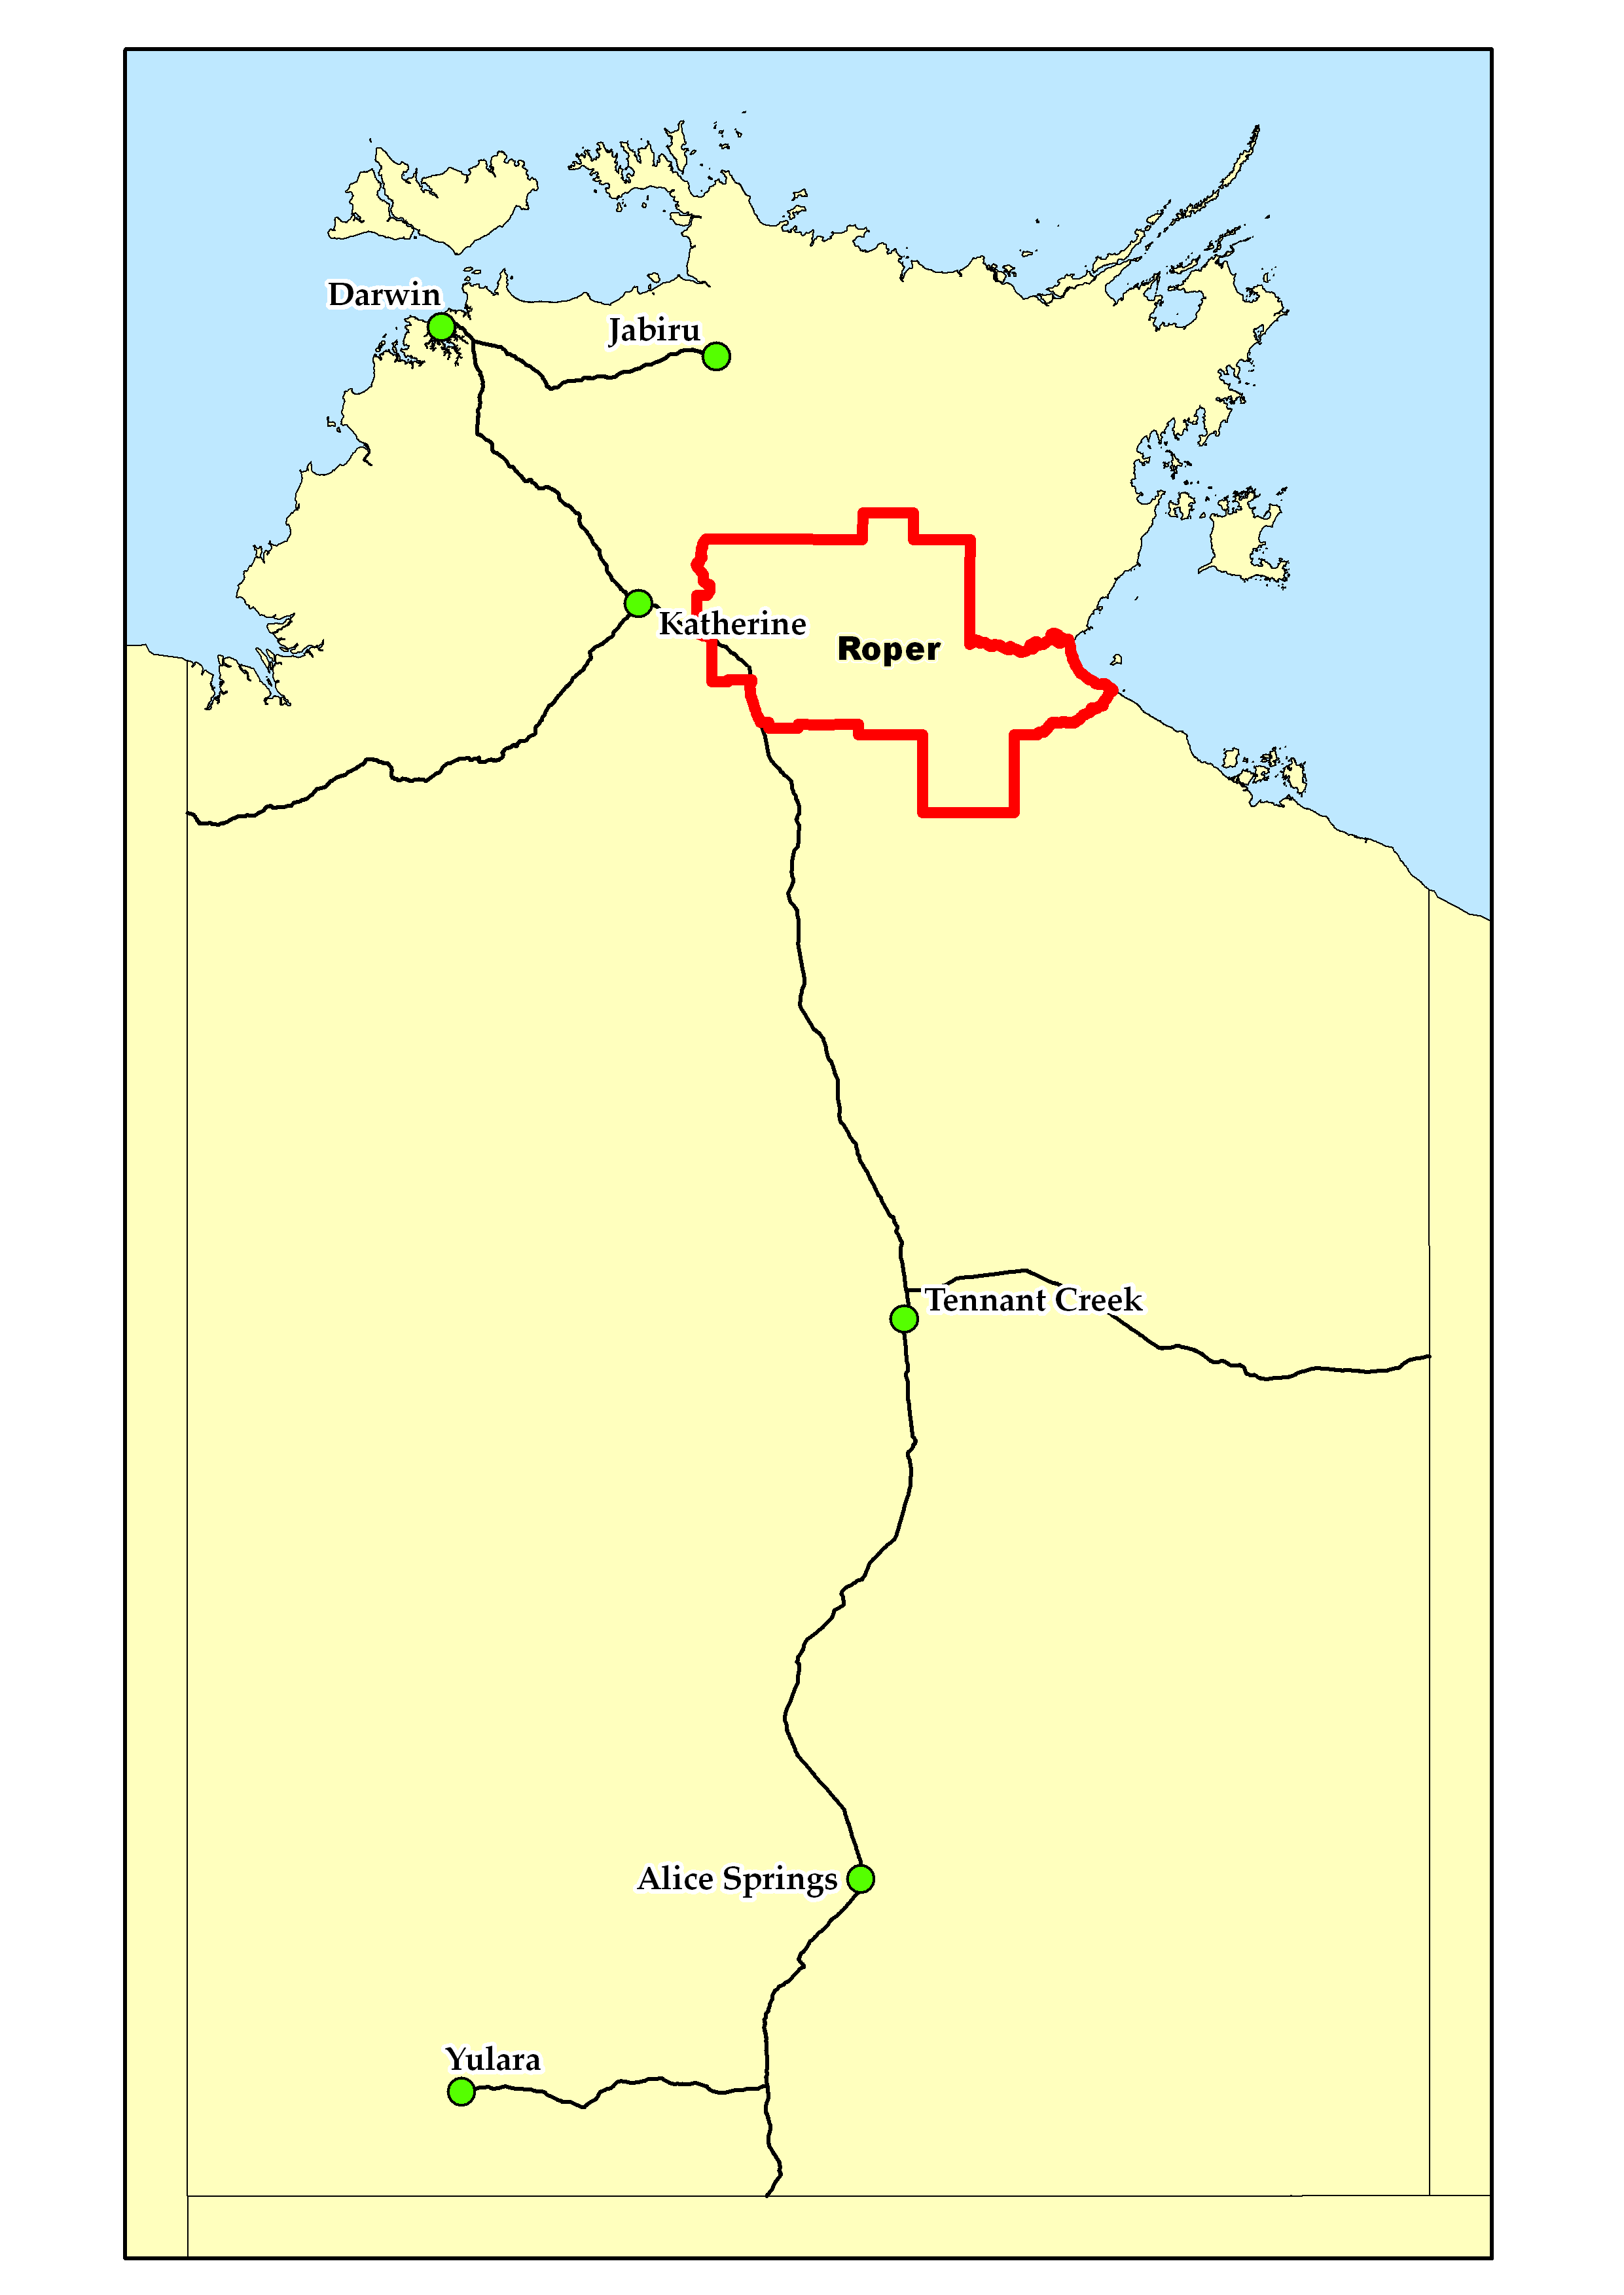 Darwin
Jabiru
Katherine
Roper
Tennant Creek
Alice Springs
Yulara